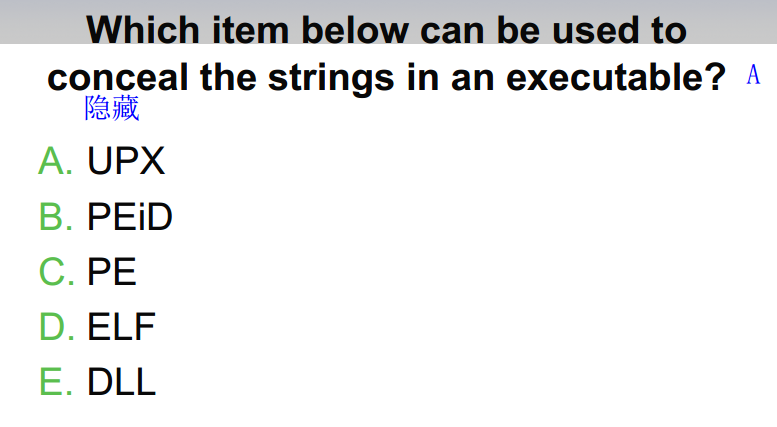 Which item below can be used to
conceal the strings in an executable? A
隐藏
A. UPX
B. PEiD
C. PE
D. ELF
E. DLL